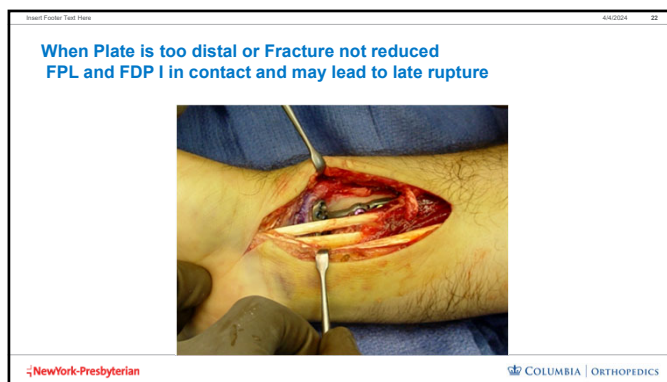 Insert Footer Text Here
4/4/2024
22
When Plate is too distal or Fracture not reduced
FPL and FDP I in contact and may lead to late rupture
NewYork-Presbyterian
COLUMBIA | ORTHOPEDICS